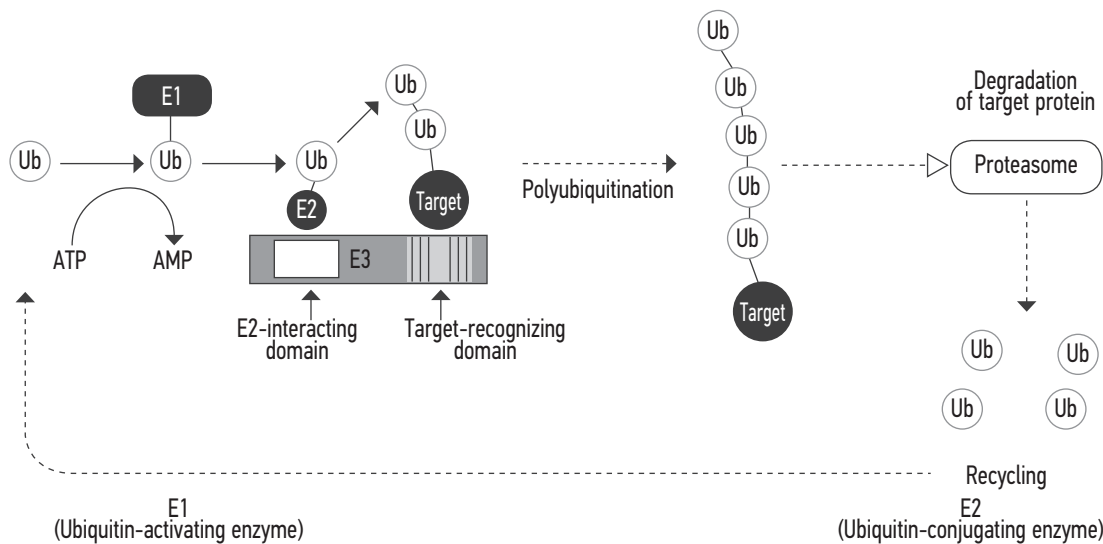 Ub
Degradation
of target protein
E1
Ub
Ub
Ub
Ub
Ub
Ub
Ub
Proteasome
E2
Target
Polyubiquitination
Ub
Ub
ATP
AMP
E3
Ub
Target
E2-interacting
domain
Target-recognizing
domain
Ub
Ub
Ub
Ub
Recycling
E1
(Ubiquitin-activating enzyme)
E2
(Ubiquitin-conjugating enzyme)